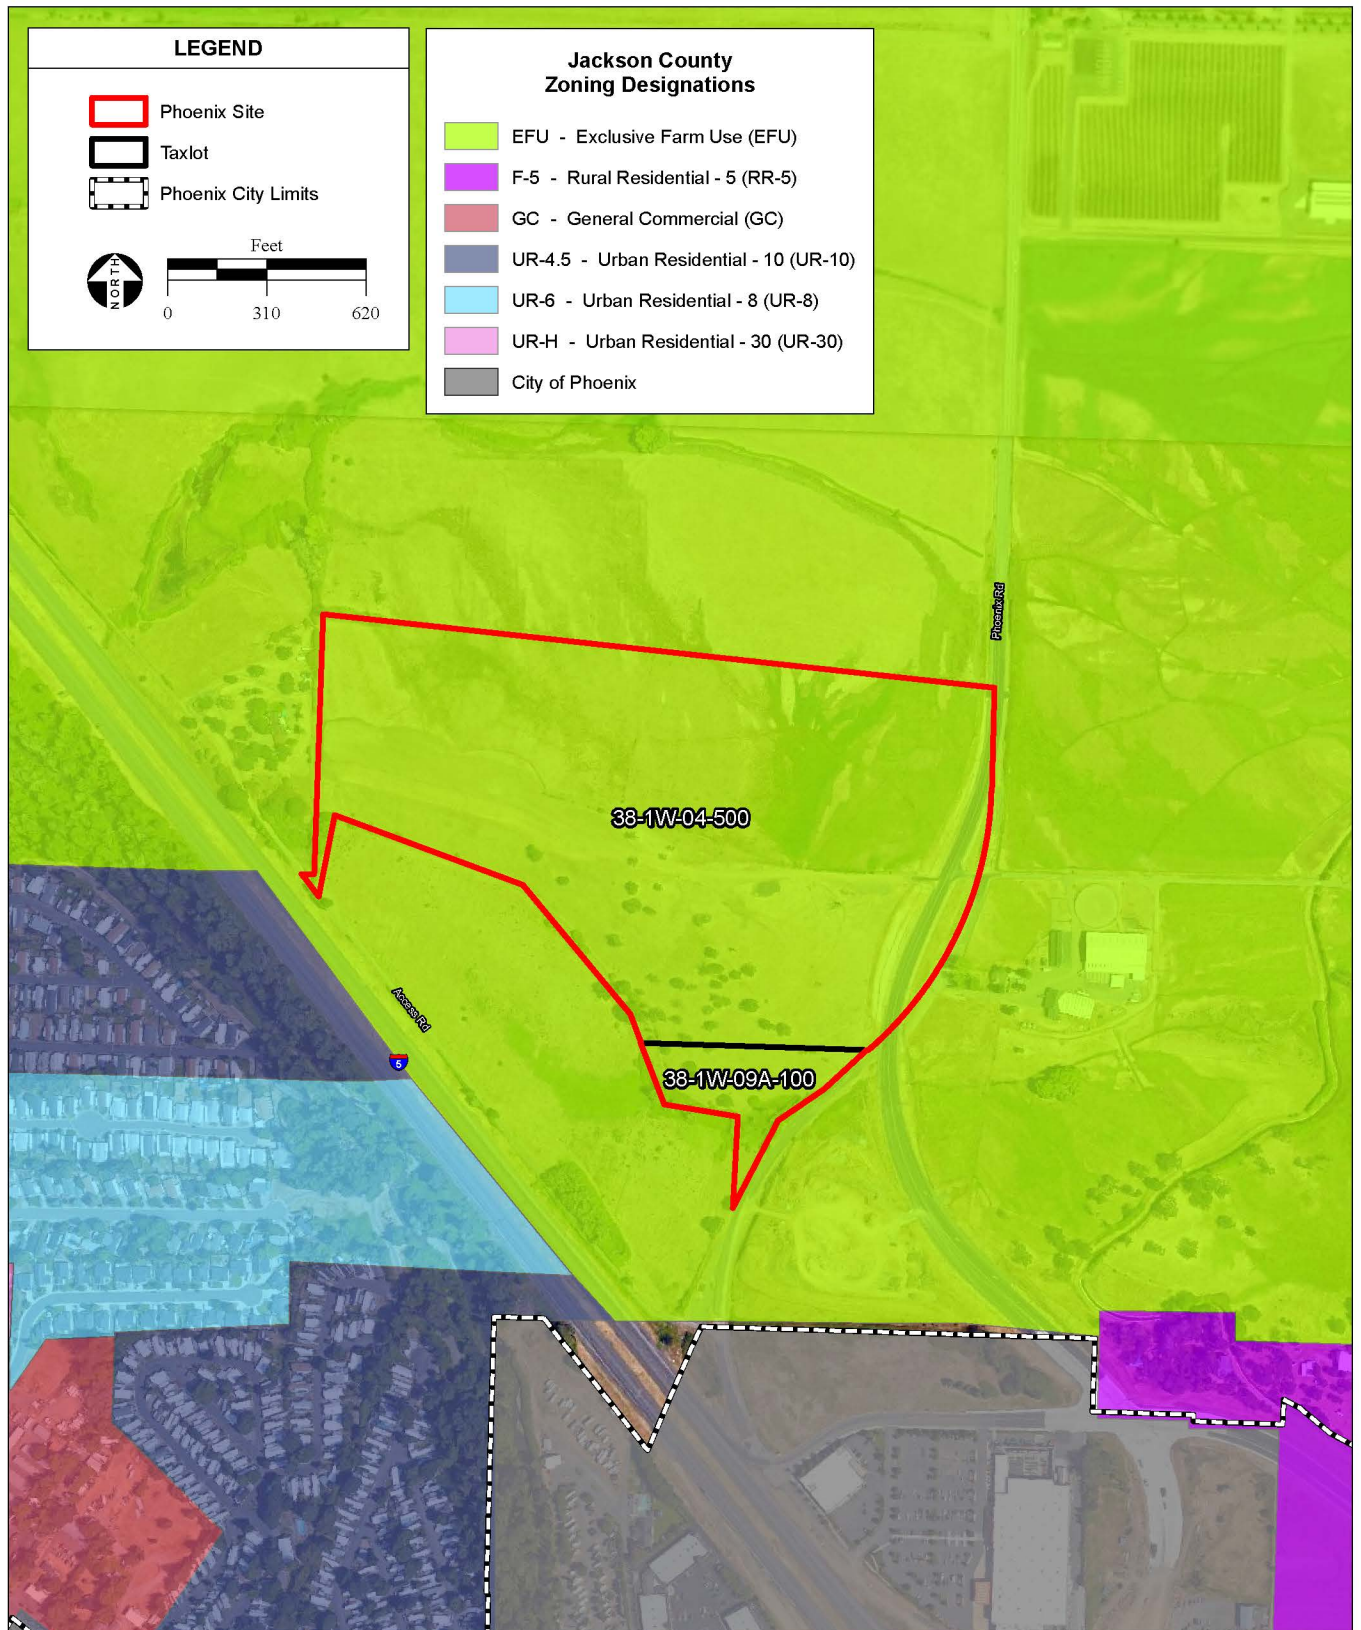 LEGEND
Phoenix Site
Taxlot
Phoenix City Limits
NORTH
Feet
0 310 620
Jackson County
Zoning Designations
EFU - Exclusive Farm Use (EFU)
F-5 - Rural Residential - 5 (RR-5)
GC - General Commercial (GC)
UR-4.5 - Urban Residential - 10 (UR-10)
UR-6 - Urban Residential - 8 (UR-8)
UR-H - Urban Residential - 30 (UR-30)
City of Phoenix
Phoenix Rd
38-1W-04-500
Access Rd
5
38-1W-09A-100